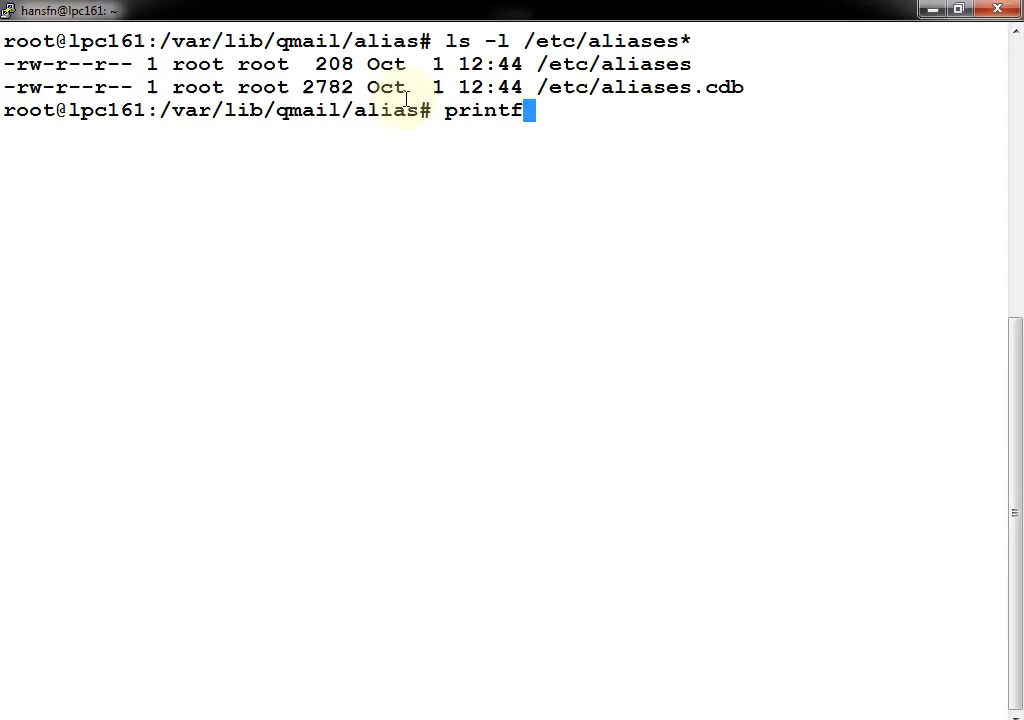 hansfn@lpc161: ~
root@lpc161:/var/lib/qmail/alias# ls -l /etc/aliases*
-rw-r--r-- 1 root root  208 Oct  1 12:44 /etc/aliases
-rw-r--r-- 1 root root 2782 Oct  1 12:44 /etc/aliases.cdb
root@lpc161:/var/lib/qmail/alias# printf